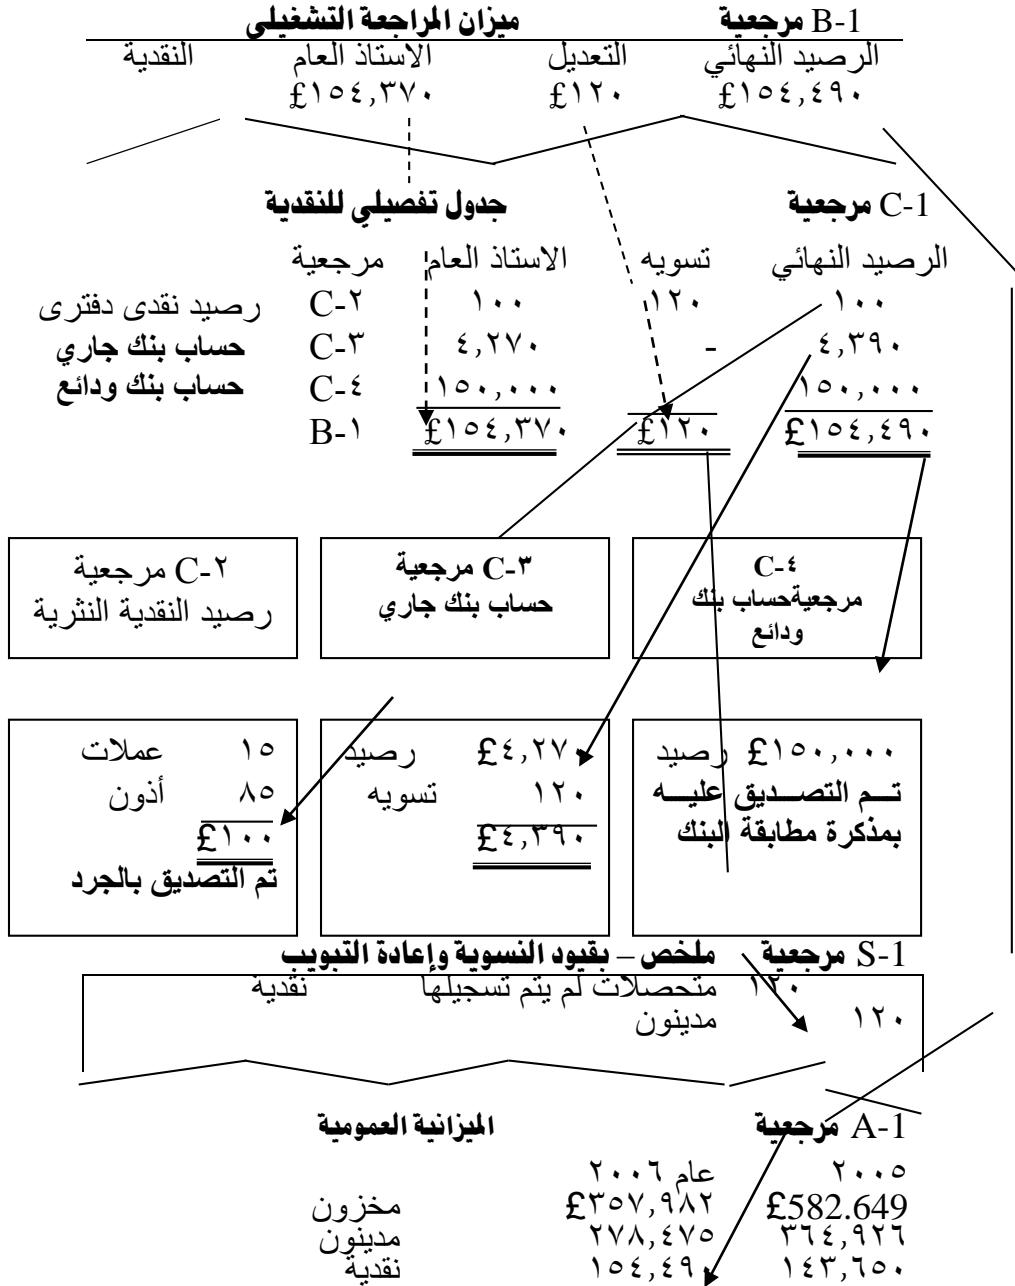 B-1 مرجعية ميزان المراجعة التشغيلي
الرصيد النهائي التعديل الاستاذ العام النقدية
£١٥٤,٤٩٠ £١٢٠ £١٥٤,٣٧٠
C-1 مرجعية جدول تفصيلي للنقدية
الرصيد النهائي تسويه الاستاذ العام مرجعية
١٠٠ ١٢٠ ١٠٠ C-٢ رصيد نقدى دفترى
٤,٣٩٠ - ٤,٢٧٠ C-٣ حساب بنك جاري
١٥٠,٠٠٠ ١٥٠,٠٠٠ C-٤ حساب بنك ودائع
£١٥٤,٤٩٠ £١٢٠ £١٥٤,٣٧٠ B-١
C-٤
مرجعيةحساب بنك
ودائع
C-٣ مرجعية
حساب بنك جاري
C-٢ مرجعية
رصيد النقدية النثرية
£١٥٠,٠٠٠ رصيد
تم التصديق عليه
بمذكرة مطابقة البنك
£٤,٢٧٠ رصيد
١٢٠ تسويه
£٤,٣٩٠
١٥ عملات
٨٥ أذون
£١٠٠
تم التصديق بالجرد
S-1 مرجعية ملخص – بقيود النسوية وإعادة التبويب
١٢٠ متحصلات لم يتم تسجيلها نقدية
١٢٠ مدينون
A-1 مرجعية الميزانية العمومية
٢٠٠٥ عام ٢٠٠٦
£582.649 £٣٥٧,٩٨٢ مخزون
٣٦٤,٩٢٦ ٢٧٨,٤٧٥ مدينون
١٤٣,٦٥٠ ١٥٤,٤٩٠ نقدية